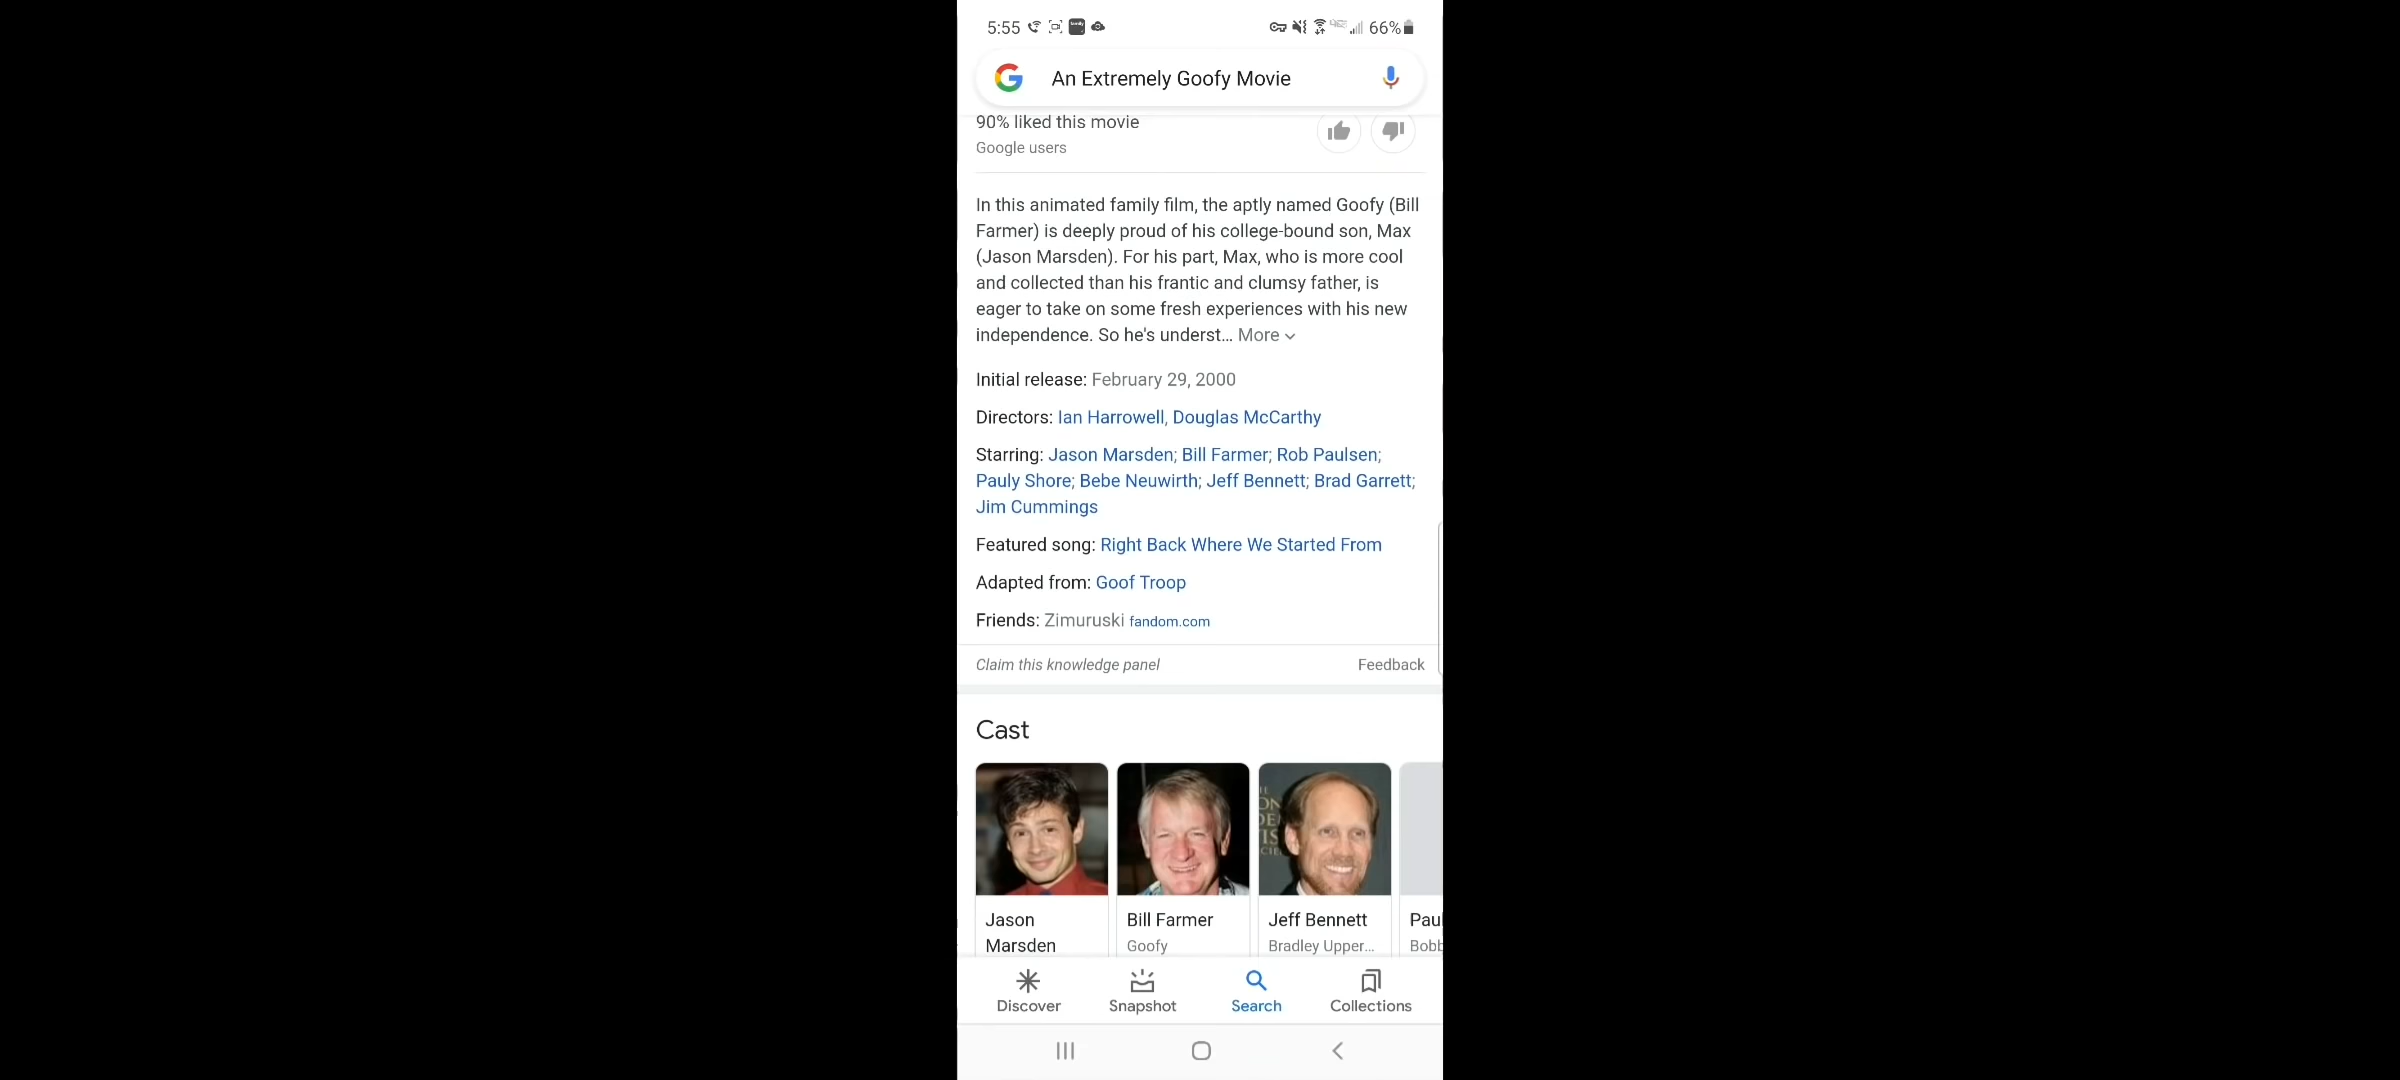 5:55
66%
An Extremely Goofy Movie
90% liked this movie
Google users
In this animated family film, the aptly named Goofy (Bill
Farmer) is deeply proud of his college-bound son, Max
(Jason Marsden). For his part, Max, who is more cool
and collected than his frantic and clumsy father, is
eager to take on some fresh experiences with his new
independence. So he's underst... More
Initial release: February 29, 2000
Directors: Ian Harrowell, Douglas McCarthy
Starring: Jason Marsden; Bill Farmer; Rob Paulsen;
Pauly Shore; Bebe Neuwirth; Jeff Bennett; Brad Garrett;
Jim Cummings
Featured song: Right Back Where We Started From
Adapted from: Goof Troop
Friends: Zimuruski fandom.com
Claim this knowledge panel
Feedback
Cast
Jason
Marsden
Bill Farmer
Goofy
Jeff Bennett
Bradley Upper...
Paul
Bobb
Discover
Snapshot
Search
Collections